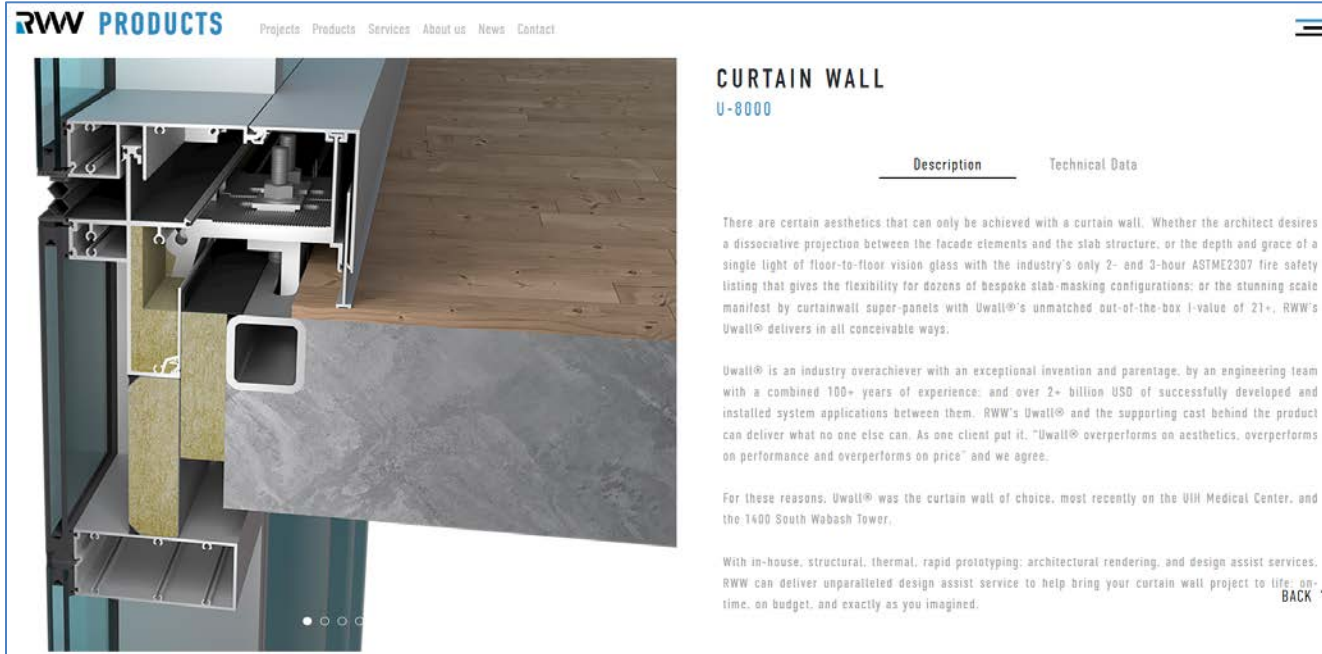 RWW PRODUCTS
Projects Products Services About us News Contact
CURTAIN WALL
U-8000
Description Technical Data
There are certain aesthetics that can only be achieved with a curtain wall. Whether the architect desires
a dissociative projection between the facade elements and the slab structure, or the depth and grace of a
single light of floor-to-floor vision glass with the industry's only 2- and 3-hour ASTME2307 fire safety
listing that gives the flexibility for dozens of bespoke slab-masking configurations; or the stunning scale
manifest by curtainwall super-panels with Uwall®'s unmatched out-of-the-box I-value of 21+, RWW's
Uwall® delivers in all conceivable ways.
Uwall® is an industry overachiever with an exceptional invention and parentage, by an engineering team
with a combined 100+ years of experience; and over 2+ billion USD of successfully developed and
installed system applications between them. RWW's Uwall® and the supporting cast behind the product
can deliver what no one else can. As one client put it, "Uwall® overperforms on aesthetics, overperforms
on performance and overperforms on price" and we agree.
For these reasons, Uwall® was the curtain wall of choice, most recently on the UIH Medical Center, and
the 1400 South Wabash Tower.
With in-house, structural, thermal, rapid prototyping; architectural rendering, and design assist services,
RWW can deliver unparalleled design assist service to help bring your curtain wall project to life; on-
time, on budget, and exactly as you imagined.
BACK